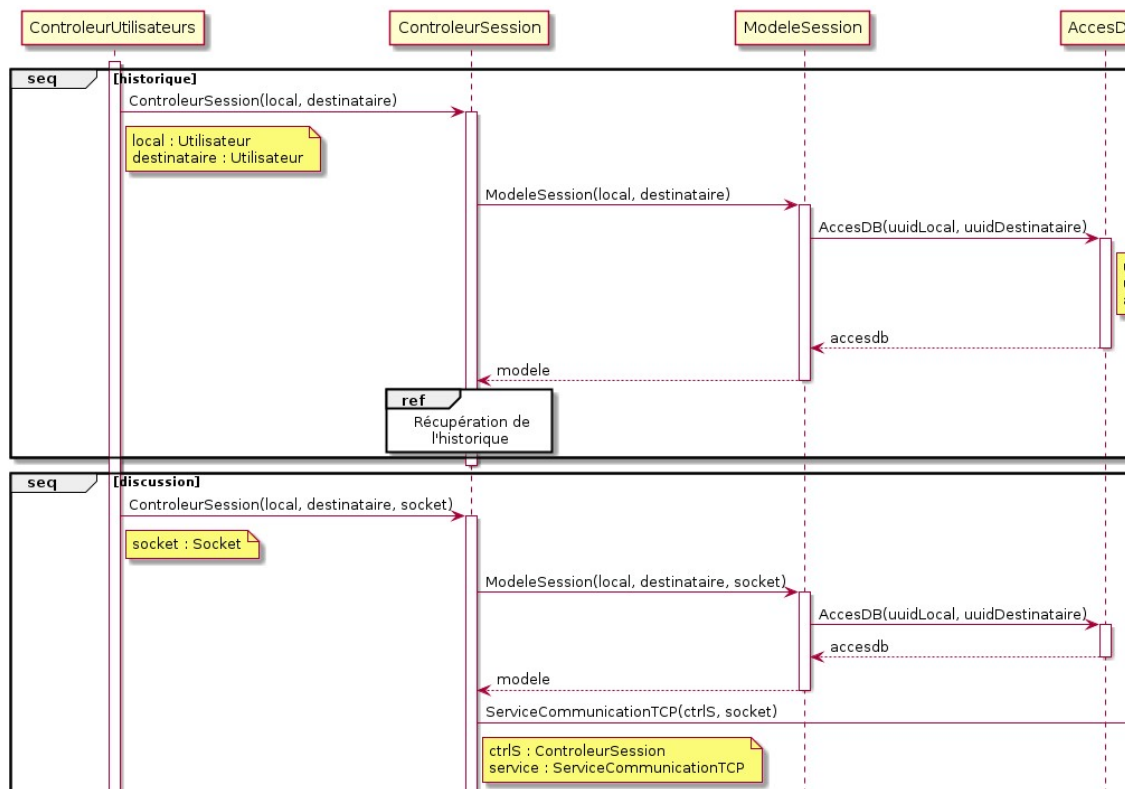 ControleurUtilisateurs
ControleurSession
ModeleSession
seq
[historique]
ControleurSession(local, destinataire)
local : Utilisateur
destinataire : Utilisateur
ModeleSession(local, destinataire)
AccesDB(uuidLocal, uuidDestinataire)
accesdb
modele
ref
Récupération de
l'historique
seq
[discussion]
ControleurSession(local, destinataire, socket)
socket : Socket
ModeleSession(local, destinataire, socket)
AccesDB(uuidLocal, uuidDestinataire)
accesdb
modele
ServiceCommunicationTCP(ctrlS, socket)
ctrlS : ControleurSession
service : ServiceCommunicationTCP